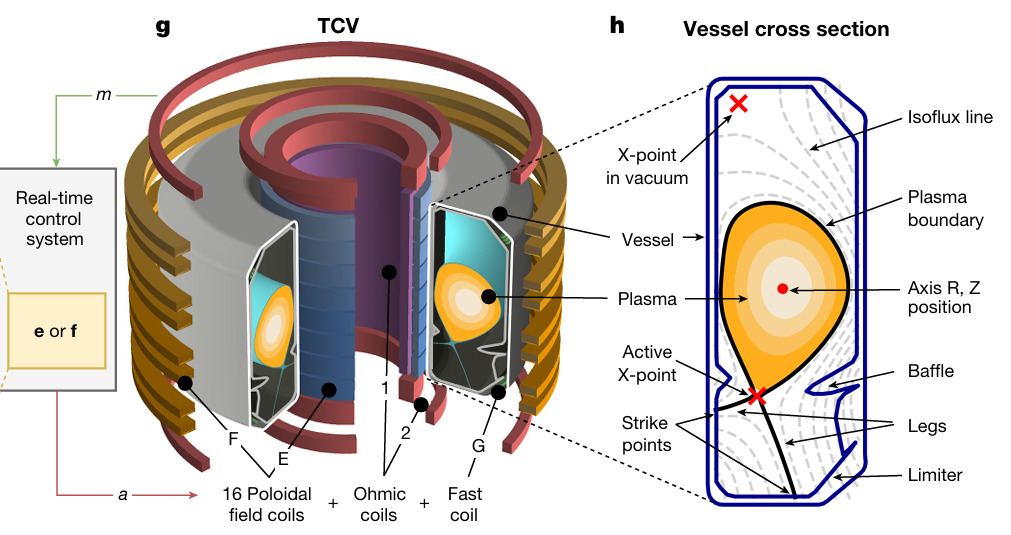 g
TCV
m
Real-time
control
system
e or f
a
F
E
1
2
G
16 Poloidal
field coils
+
Ohmic
coils
+
Fast
coil
h
Vessel cross section
X-point
in vacuum
Vessel
Plasma
Active
X-point
Strike
points
Isoflux line
Plasma
boundary
Axis R, Z
position
Baffle
Legs
Limiter